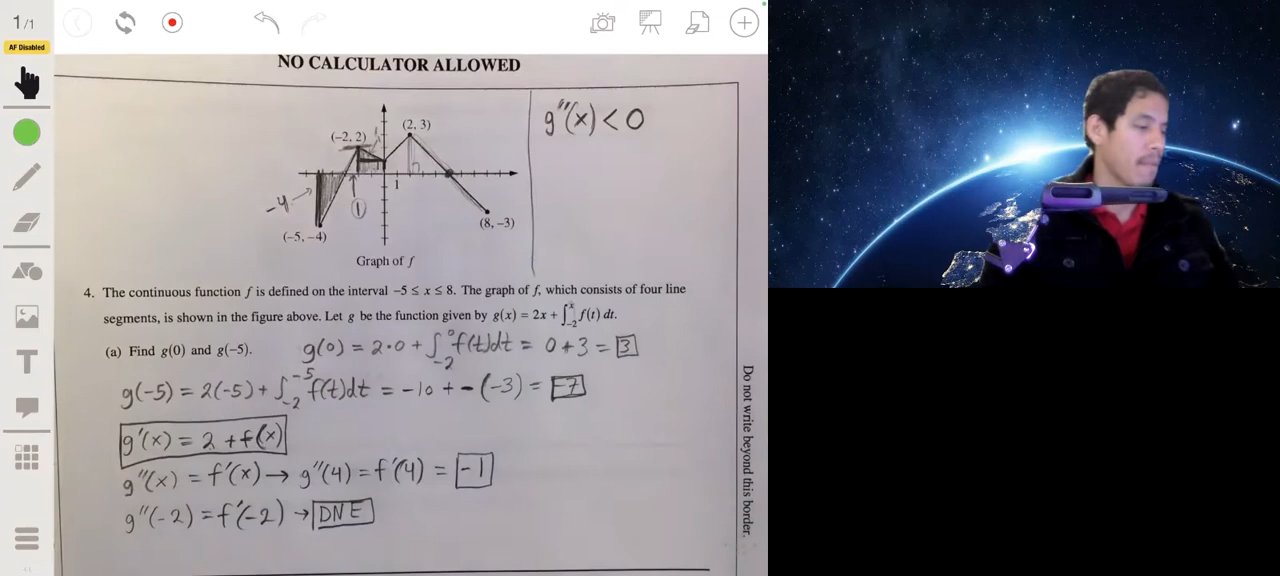 1/1
AF Disabled
NO CALCULATOR ALLOWED
g''(x) < 0
(−2, 2)
(2, 3)
1
-4
1
(−5, −4)
(8, −3)
Graph of f
4. The continuous function f is defined on the interval −5 ≤ x ≤ 8. The graph of f, which consists of four line
segments, is shown in the figure above. Let g be the function given by g(x) = 2x + ∫₋₂ˣ f(t) dt.
(a) Find g(0) and g(−5).
g(0) = 2·0 + ∫₋₂⁰ f(t)dt = 0 + 3 = 3
g(-5) = 2(-5) + ∫₋₂⁻⁵ f(t)dt = -10 + -(-3) = -7
g'(x) = 2 + f(x)
g''(x) = f'(x) → g''(4) = f'(4) = -1
g''(-2) = f'(-2) → DNE
Do not write beyond this border.
T